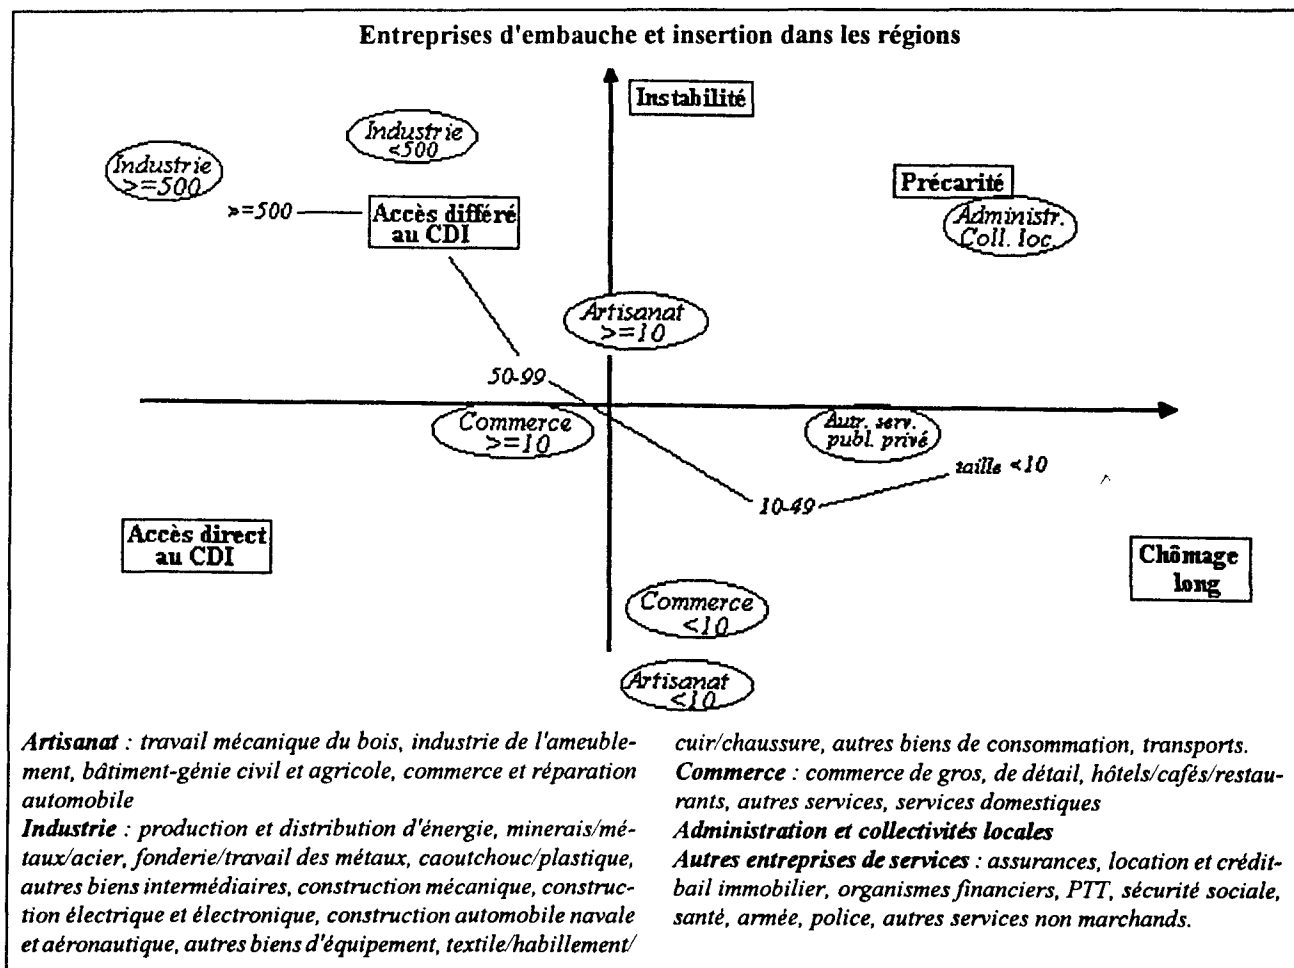 Entreprises d'embauche et insertion dans les régions
Instabilité
Industrie
<500
Industrie
>=500
Précarité
>=500
Accès différé
au CDI
Administr.
Coll. loc.
Artisanat
>=10
50-99
Commerce
>=10
Autr. serv.
publ. privé
taille <10
10-49
Accès direct
au CDI
Chômage
long
Commerce
<10
Artisanat
<10
Artisanat : travail mécanique du bois, industrie de l'ameuble-
ment, bâtiment-génie civil et agricole, commerce et réparation
automobile
Industrie : production et distribution d'énergie, minerais/mé-
taux/acier, fonderie/travail des métaux, caoutchouc/plastique,
autres biens intermédiaires, construction mécanique, construc-
tion électrique et électronique, construction automobile navale
et aéronautique, autres biens d'équipement, textile/habillement/
cuir/chaussure, autres biens de consommation, transports.
Commerce : commerce de gros, de détail, hôtels/cafés/restau-
rants, autres services, services domestiques
Administration et collectivités locales
Autres entreprises de services : assurances, location et crédit-
bail immobilier, organismes financiers, PTT, sécurité sociale,
santé, armée, police, autres services non marchands.